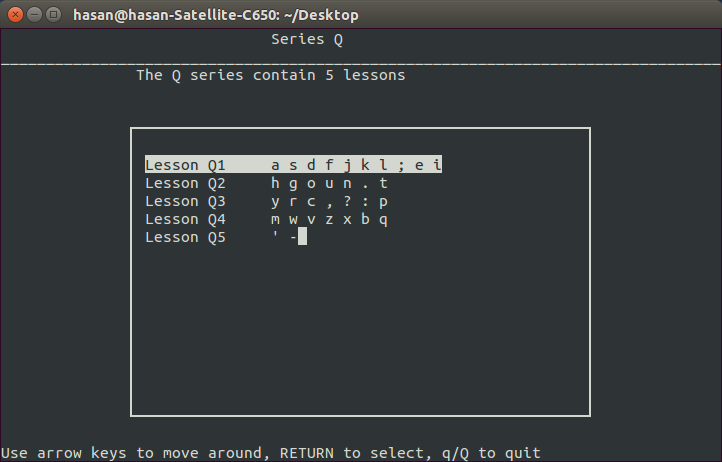 hasan@hasan-Satellite-C650: ~/Desktop
Series Q
The Q series contain 5 lessons
Lesson Q1     a s d f j k l ; e i
Lesson Q2     h g o u n . t
Lesson Q3     y r c , ? : p
Lesson Q4     m w v z x b q
Lesson Q5     ' -
Use arrow keys to move around, RETURN to select, q/Q to quit